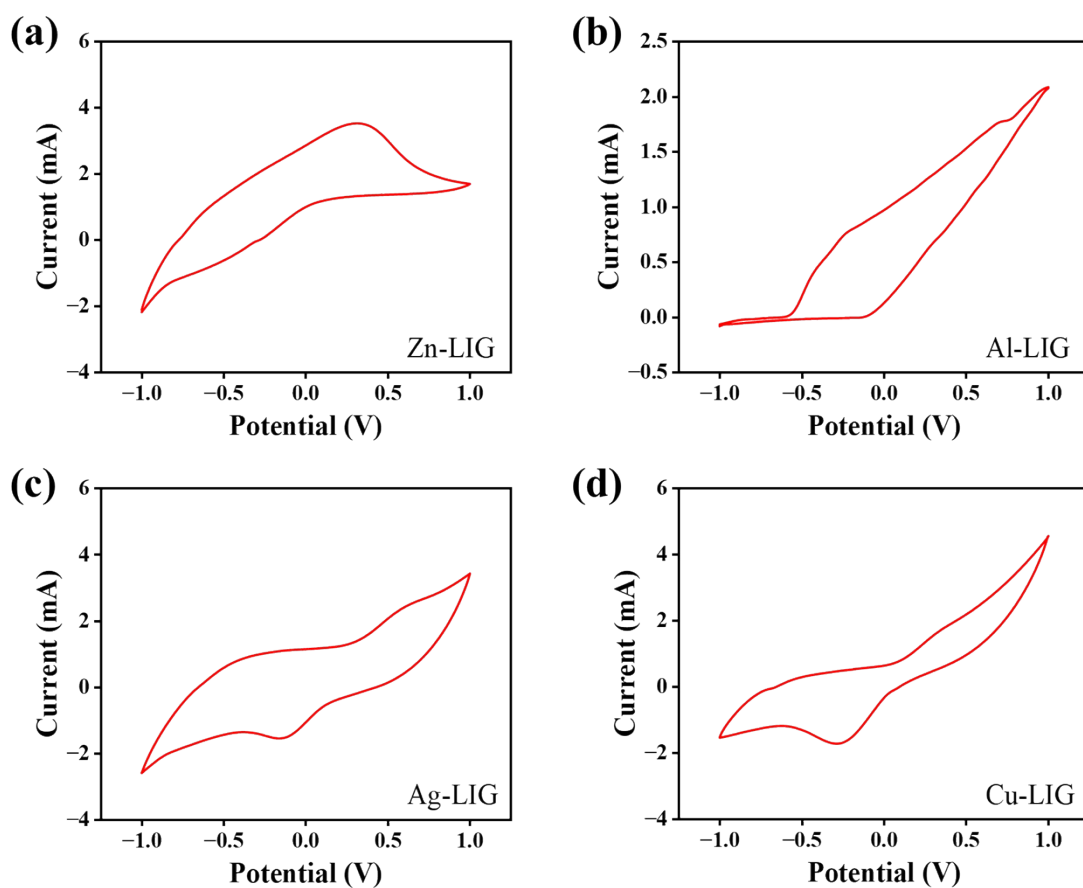 (a)
6
4
2
0
−2
−4
Current (mA)
−1.0 −0.5 0.0 0.5 1.0
Potential (V)
Zn-LIG
(b)
2.5
2.0
1.5
1.0
0.5
0.0
−0.5
Current (mA)
−1.0 −0.5 0.0 0.5 1.0
Potential (V)
Al-LIG
(c)
6
4
2
0
−2
−4
Current (mA)
−1.0 −0.5 0.0 0.5 1.0
Potential (V)
Ag-LIG
(d)
6
4
2
0
−2
−4
Current (mA)
−1.0 −0.5 0.0 0.5 1.0
Potential (V)
Cu-LIG